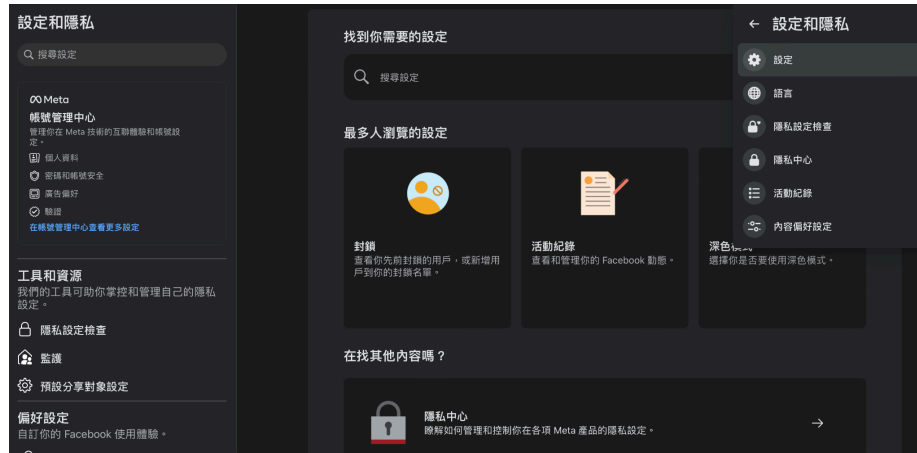 設定和隱私
搜尋設定
Meta
帳號管理中心
管理你在 Meta 技術的互聯體驗和帳號設
定。
個人資料
密碼和帳號安全
廣告偏好
驗證
在帳號管理中心查看更多設定
工具和資源
我們的工具可助你掌控和管理自己的隱私
設定。
隱私設定檢查
監護
預設分享對象設定
偏好設定
自訂你的 Facebook 使用體驗。
找到你需要的設定
搜尋設定
最多人瀏覽的設定
封鎖
查看你先前封鎖的用戶，或新增用
戶到你的封鎖名單。
活動紀錄
查看和管理你的 Facebook 動態。
深色模式
選擇你是否要使用深色模式。
在找其他內容嗎？
隱私中心
瞭解如何管理和控制你在各項 Meta 產品的隱私設定。
設定和隱私
設定
語言
隱私設定檢查
隱私中心
活動紀錄
內容偏好設定